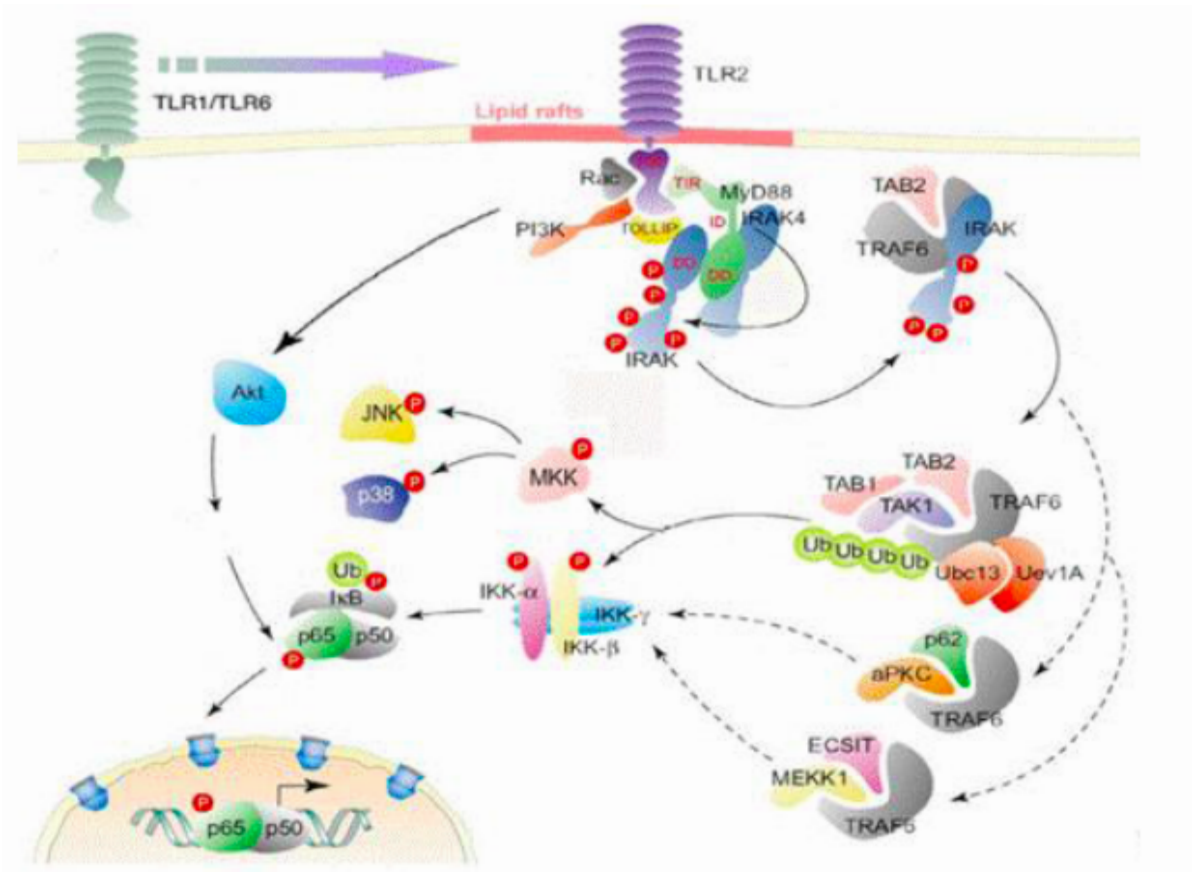 TLR1/TLR6
Lipid rafts
TLR2
Rac
TIR
MyD88
PI3K
TOLLIP
ID
IRAK4
DD
DD
P
P
P
P
P
IRAK
TAB2
TRAF6
IRAK
P
P
P
P
Akt
JNK
P
p38
P
MKK
P
TAB1
TAB2
TAK1
TRAF6
Ub
Ub
Ub
Ub
Ubc13
Uev1A
Ub
P
IκB
p65
p50
P
P
P
IKK-α
IKK-γ
IKK-β
p62
aPKC
TRAF6
ECSIT
MEKK1
TRAF6
P
p65
p50